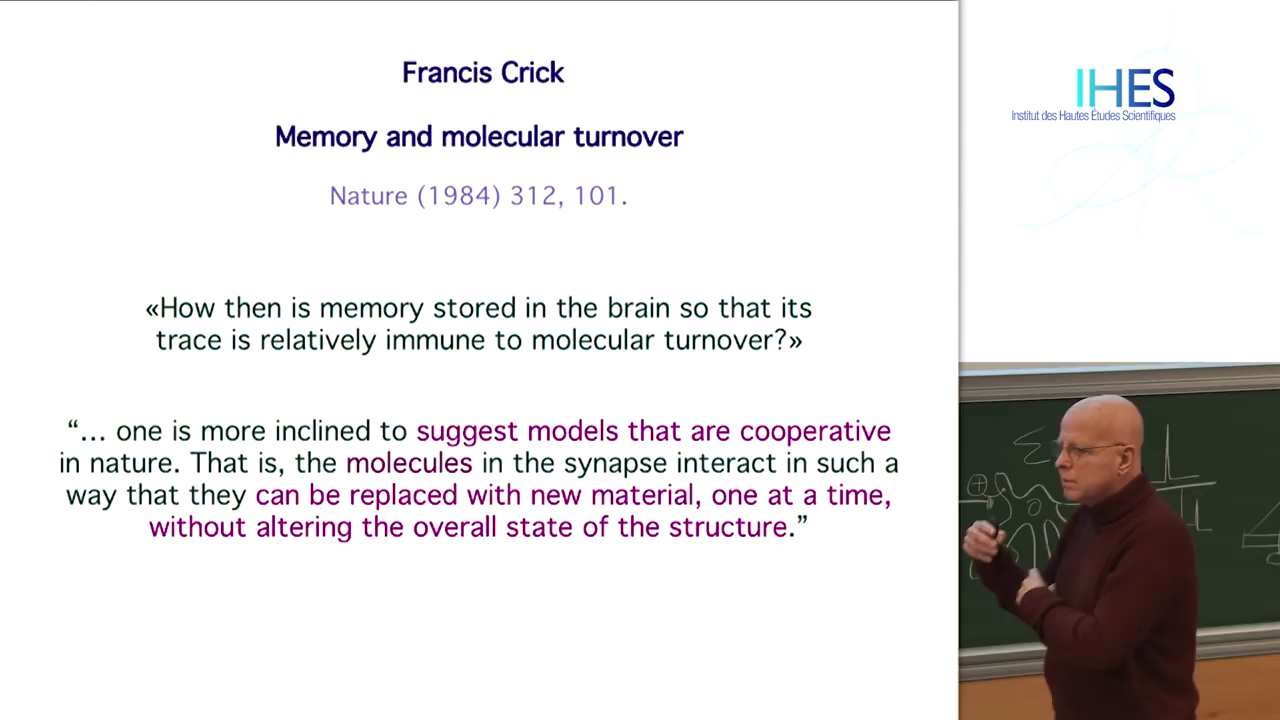 Francis Crick
Memory and molecular turnover
Nature (1984) 312, 101.
«How then is memory stored in the brain so that its
trace is relatively immune to molecular turnover?»
“... one is more inclined to suggest models that are cooperative
in nature. That is, the molecules in the synapse interact in such a
way that they can be replaced with new material, one at a time,
without altering the overall state of the structure.”
IHES
Institut des Hautes Études Scientifiques